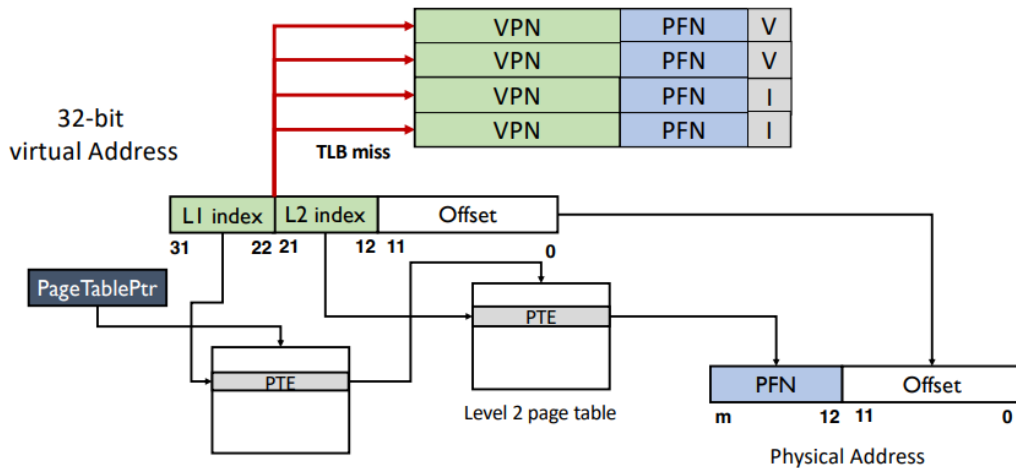 VPN PFN V
VPN PFN V
VPN PFN I
VPN PFN I
32-bit
virtual Address
TLB miss
L1 index L2 index Offset
31 22 21 12 11 0
PageTablePtr
PTE
PTE
Level 2 page table
PFN Offset
m 12 11 0
Physical Address